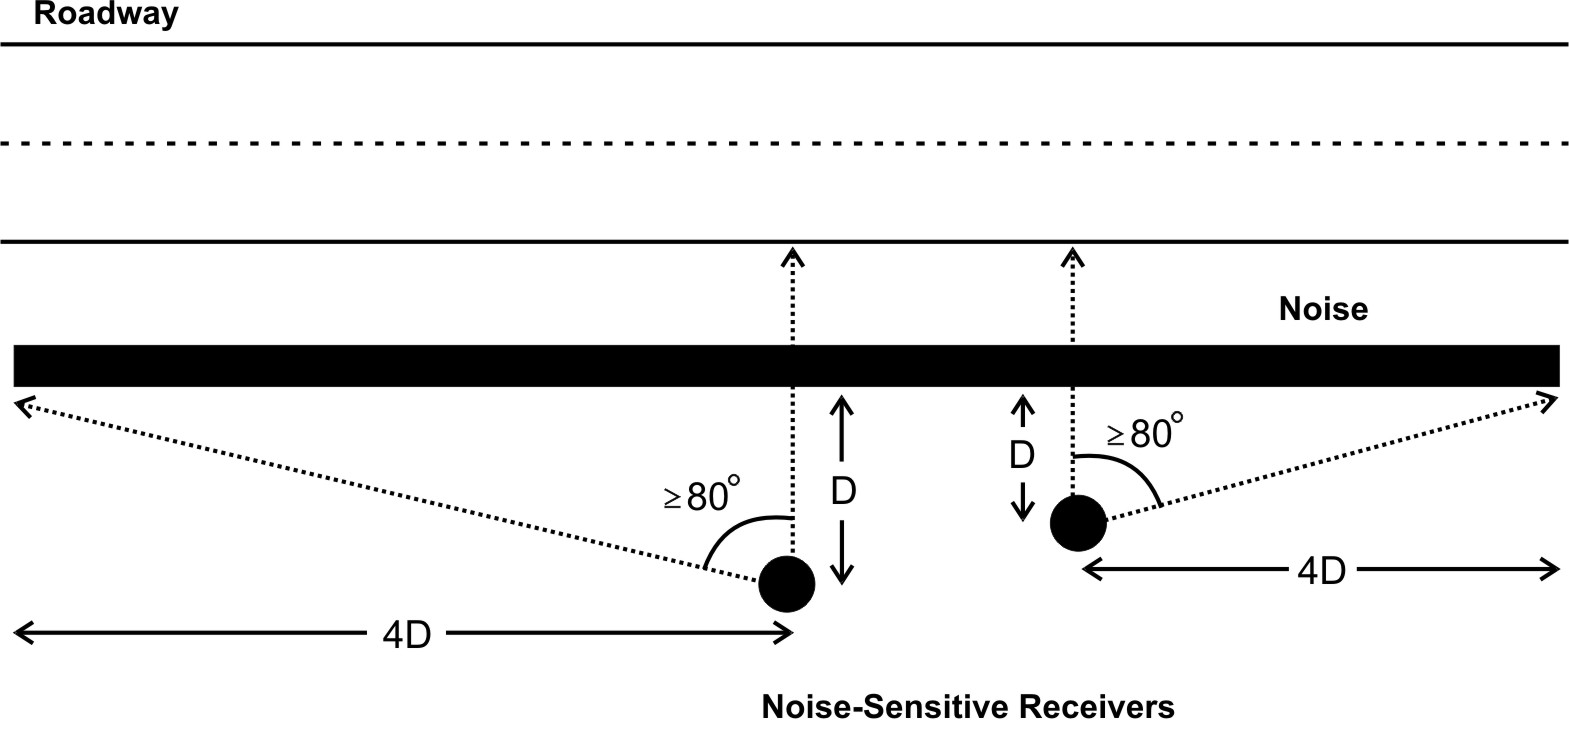 Roadway
Noise
≥80°
D
D
≥80°
4D
4D
Noise-Sensitive Receivers